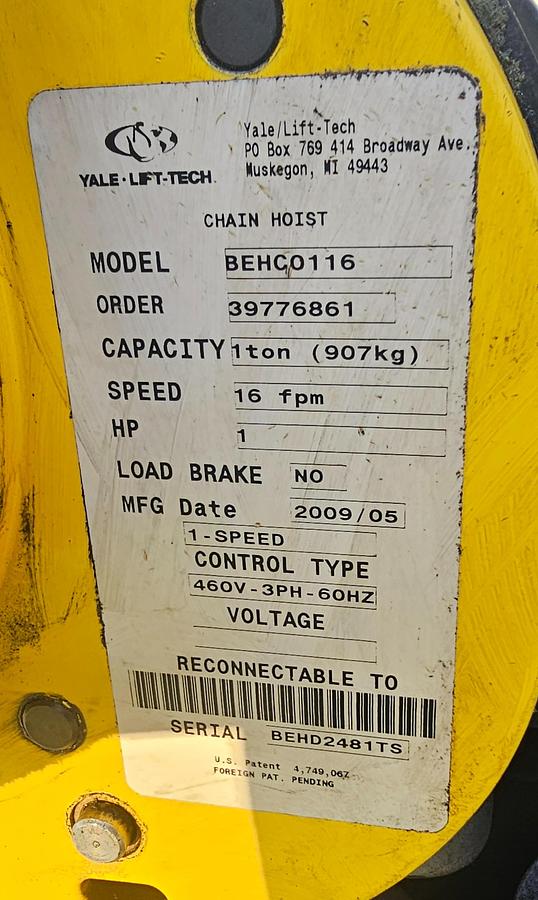 YALE·LIFT-TECH
Yale/Lift-Tech
PO Box 769 414 Broadway Ave.
Muskegon, MI 49443
CHAIN HOIST
MODEL BEHC0116
ORDER 39776861
CAPACITY 1ton (907kg)
SPEED 16 fpm
HP 1
LOAD BRAKE NO
MFG Date 2009/05
1-SPEED
CONTROL TYPE
460V-3PH-60HZ
VOLTAGE
RECONNECTABLE TO
SERIAL BEHD2481TS
U.S. Patent 4,749,067
FOREIGN PAT. PENDING